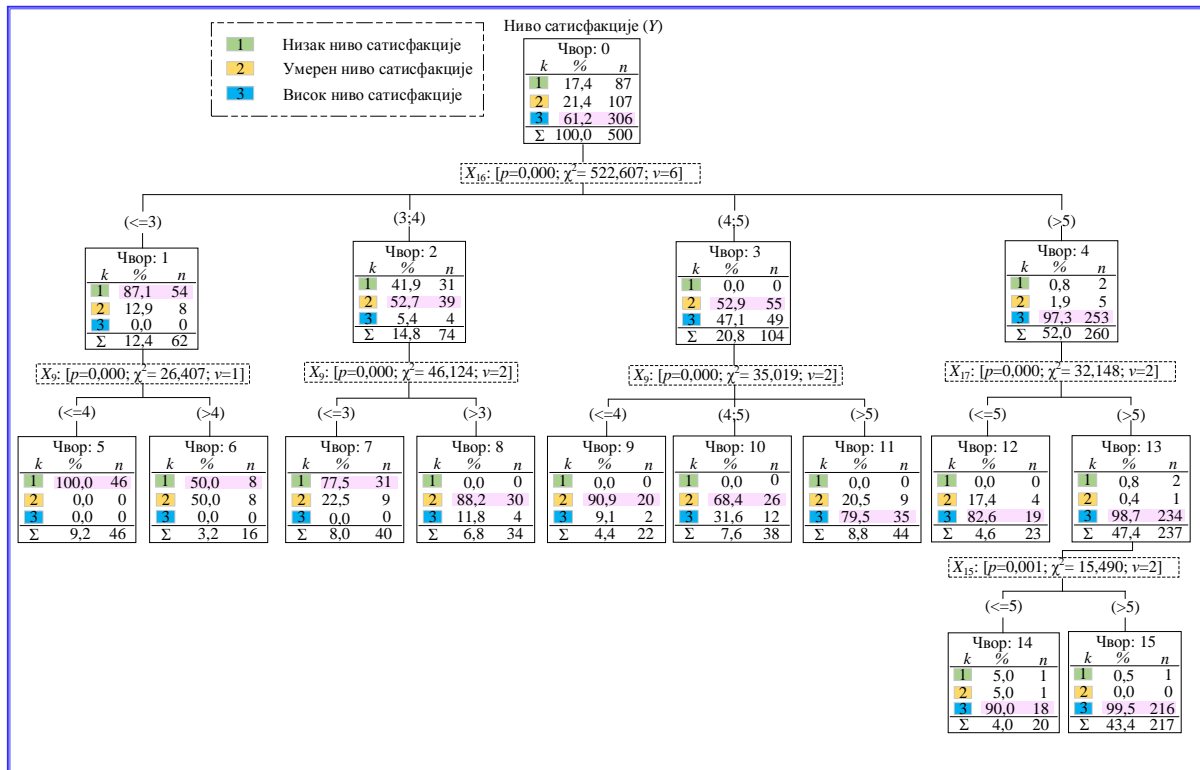 Ниво сатисфакције (Y)
1 Низак ниво сатисфакције
2 Умерен ниво сатисфакције
3 Висок ниво сатисфакције
Чвор: 0
k % n
1 17,4 87
2 21,4 107
3 61,2 306
Σ 100,0 500
X16: [p=0,000; χ²= 522,607; ν=6]
(<=3)
(3;4)
(4;5)
(>5)
Чвор: 1
k % n
1 87,1 54
2 12,9 8
3 0,0 0
Σ 12,4 62
Чвор: 2
k % n
1 41,9 31
2 52,7 39
3 5,4 4
Σ 14,8 74
Чвор: 3
k % n
1 0,0 0
2 52,9 55
3 47,1 49
Σ 20,8 104
Чвор: 4
k % n
1 0,8 2
2 1,9 5
3 97,3 253
Σ 52,0 260
X9: [p=0,000; χ²= 26,407; ν=1]
X9: [p=0,000; χ²= 46,124; ν=2]
X9: [p=0,000; χ²= 35,019; ν=2]
X17: [p=0,000; χ²= 32,148; ν=2]
(<=4)
(>4)
(<=3)
(>3)
(<=4)
(4;5)
(>5)
(<=5)
(>5)
Чвор: 5
k % n
1 100,0 46
2 0,0 0
3 0,0 0
Σ 9,2 46
Чвор: 6
k % n
1 50,0 8
2 50,0 8
3 0,0 0
Σ 3,2 16
Чвор: 7
k % n
1 77,5 31
2 22,5 9
3 0,0 0
Σ 8,0 40
Чвор: 8
k % n
1 0,0 0
2 88,2 30
3 11,8 4
Σ 6,8 34
Чвор: 9
k % n
1 0,0 0
2 90,9 20
3 9,1 2
Σ 4,4 22
Чвор: 10
k % n
1 0,0 0
2 68,4 26
3 31,6 12
Σ 7,6 38
Чвор: 11
k % n
1 0,0 0
2 20,5 9
3 79,5 35
Σ 8,8 44
Чвор: 12
k % n
1 0,0 0
2 17,4 4
3 82,6 19
Σ 4,6 23
Чвор: 13
k % n
1 0,8 2
2 0,4 1
3 98,7 234
Σ 47,4 237
X15: [p=0,001; χ²= 15,490; ν=2]
(<=5)
(>5)
Чвор: 14
k % n
1 5,0 1
2 5,0 1
3 90,0 18
Σ 4,0 20
Чвор: 15
k % n
1 0,5 1
2 0,0 0
3 99,5 216
Σ 43,4 217